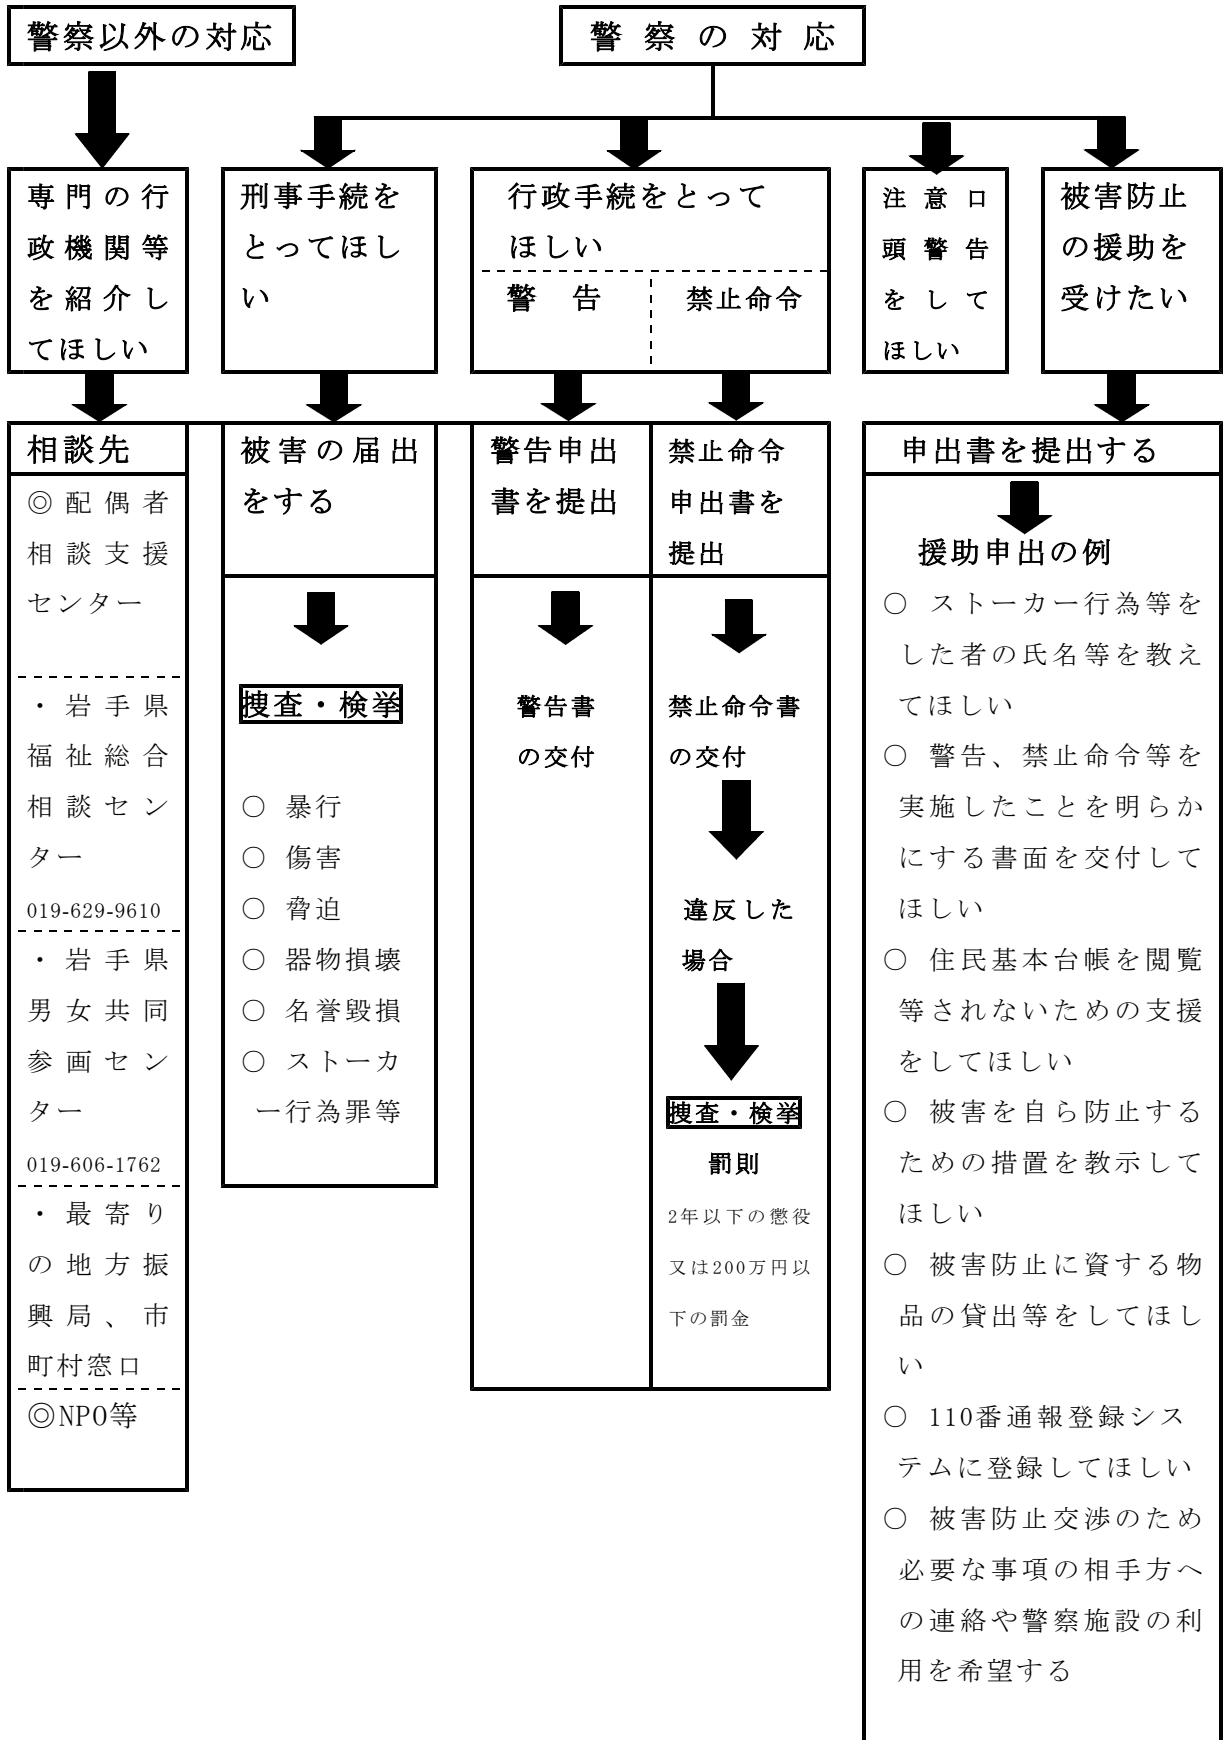 警察以外の対応
警察の対応
専門の行
政機関等
を紹介し
てほしい
刑事手続を
とってほし
い
行政手続をとって
ほしい
警告
禁止命令
注意口
頭警告
をして
ほしい
被害防止
の援助を
受けたい
相談先
◎配偶者
相談支援
センター
・岩手県
福祉総合
相談セン
ター
019-629-9610
・岩手県
男女共同
参画セン
ター
019-606-1762
・最寄り
の地方振
興局、市
町村窓口
◎NPO等
被害の届出
をする
捜査・検挙
○ 暴行
○ 傷害
○ 脅迫
○ 器物損壊
○ 名誉毀損
○ ストーカ
ー行為罪等
警告申出
書を提出
警告書
の交付
禁止命令
申出書を
提出
禁止命令書
の交付
違反した
場合
捜査・検挙
罰則
2年以下の懲役
又は200万円以
下の罰金
申出書を提出する
援助申出の例
○ ストーカー行為等を
した者の氏名等を教え
てほしい
○ 警告、禁止命令等を
実施したことを明らか
にする書面を交付して
ほしい
○ 住民基本台帳を閲覧
等されないための支援
をしてほしい
○ 被害を自ら防止する
ための措置を教示して
ほしい
○ 被害防止に資する物
品の貸出等をしてほし
い
○ 110番通報登録シス
テムに登録してほしい
○ 被害防止交渉のため
必要な事項の相手方へ
の連絡や警察施設の利
用を希望する